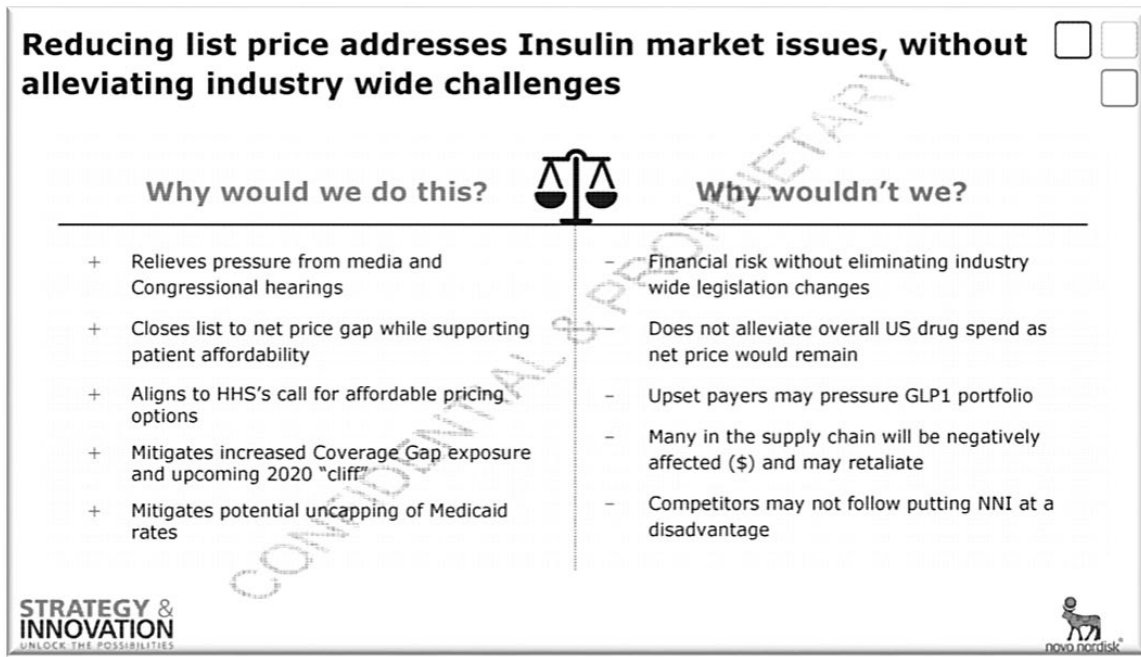 Reducing list price addresses Insulin market issues, without
alleviating industry wide challenges
Why would we do this?
+ Relieves pressure from media and
Congressional hearings
+ Closes list to net price gap while supporting
patient affordability
+ Aligns to HHS’s call for affordable pricing
options
+ Mitigates increased Coverage Gap exposure
and upcoming 2020 “cliff”
+ Mitigates potential uncapping of Medicaid
rates
Why wouldn’t we?
– Financial risk without eliminating industry
wide legislation changes
– Does not alleviate overall US drug spend as
net price would remain
– Upset payers may pressure GLP1 portfolio
– Many in the supply chain will be negatively
affected ($) and may retaliate
– Competitors may not follow putting NNI at a
disadvantage
CONFIDENTIAL & PROPRIETARY
STRATEGY &
INNOVATION
UNLOCK THE POSSIBILITIES
novo nordisk®